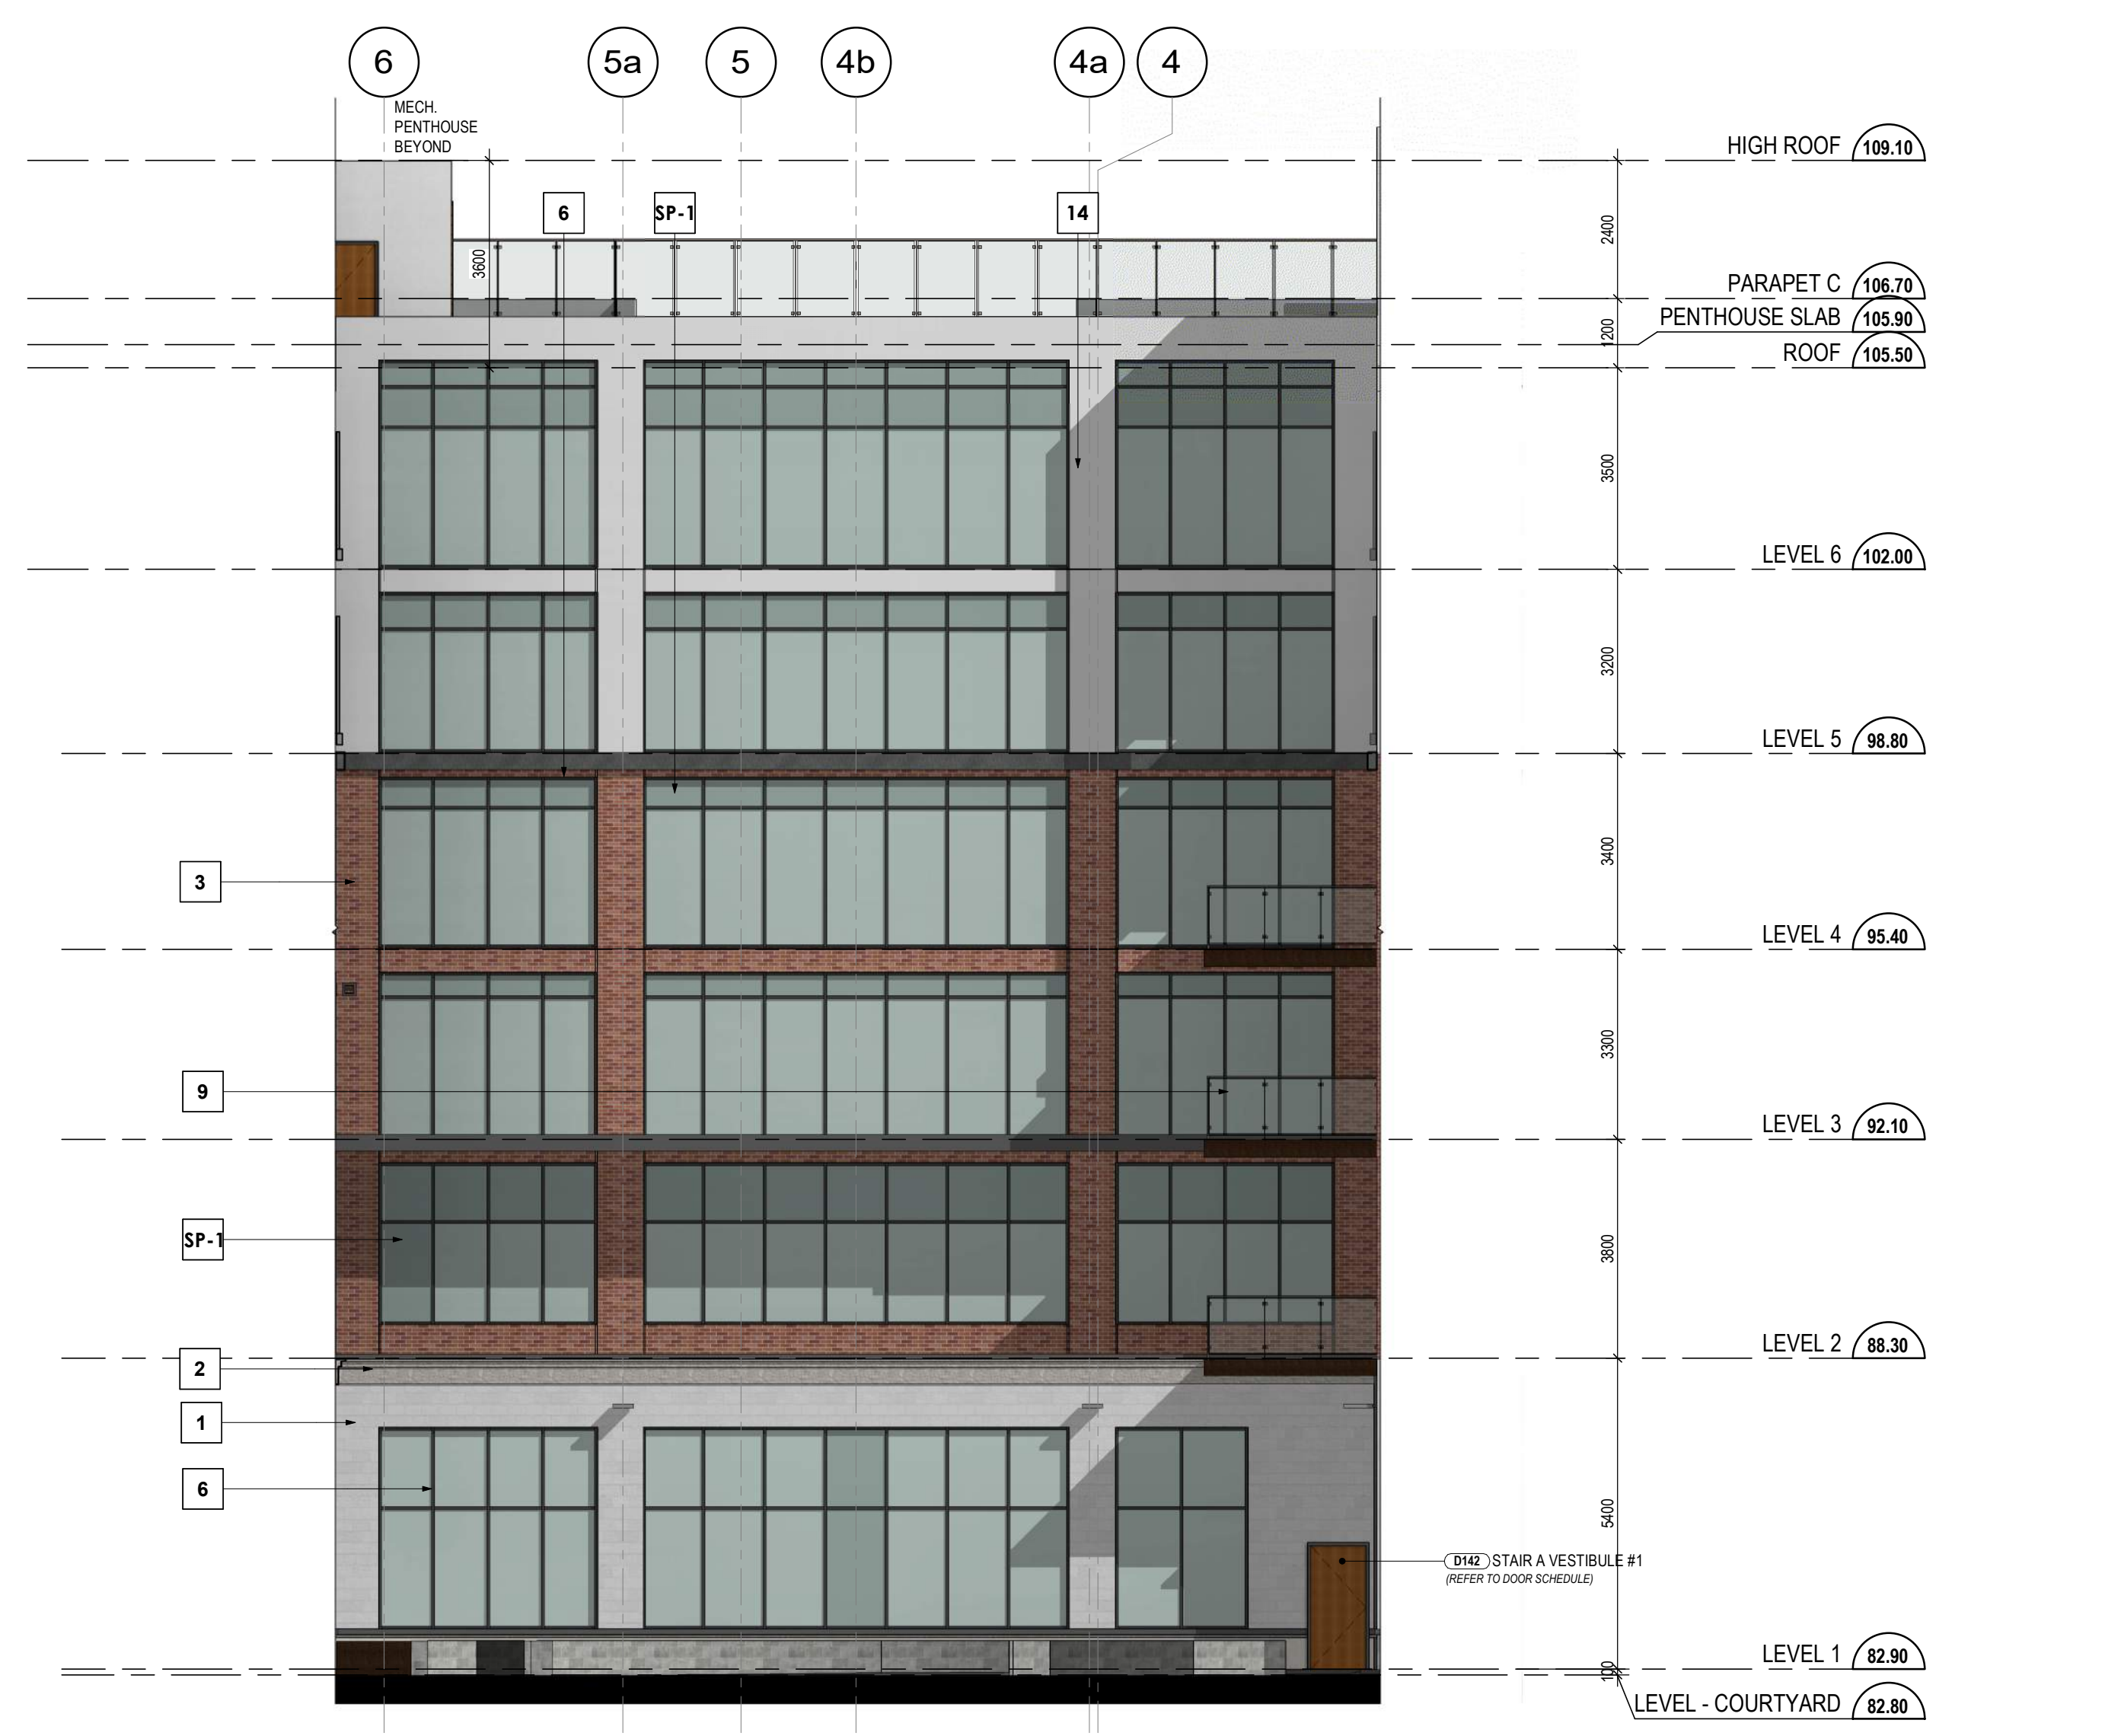 6
5a
5
4b
4a
4
MECH.
PENTHOUSE
BEYOND
HIGH ROOF 109.10
6
SP-1
14
2400
3600
PARAPET C 106.70
PENTHOUSE SLAB 105.90
1200
ROOF 105.50
3500
LEVEL 6 102.00
3200
LEVEL 5 98.80
3400
3
LEVEL 4 95.40
3300
9
LEVEL 3 92.10
SP-1
3800
LEVEL 2 88.30
2
1
6
5400
D142 STAIR A VESTIBULE #1
(REFER TO DOOR SCHEDULE)
LEVEL 1 82.90
100
LEVEL - COURTYARD 82.80